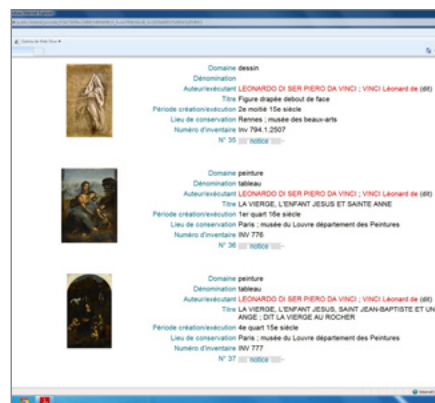 Domaine dessin
Dénomination
Auteur/exécutant LEONARDO DI SER PIERO DA VINCI ; VINCI Léonard de (dit)
Titre Figure drapée debout de face
Période création/exécution 2e moitié 15e siècle
Lieu de conservation Rennes ; musée des beaux-arts
Numéro d'inventaire Inv 794.1.2507
N° 35 notice
Domaine peinture
Dénomination tableau
Auteur/exécutant LEONARDO DI SER PIERO DA VINCI ; VINCI Léonard de (dit)
Titre LA VIERGE, L'ENFANT JESUS ET SAINTE ANNE
Période création/exécution 1er quart 16e siècle
Lieu de conservation Paris ; musée du Louvre département des Peintures
Numéro d'inventaire INV 776
N° 36 notice
Domaine peinture
Dénomination tableau
Auteur/exécutant LEONARDO DI SER PIERO DA VINCI ; VINCI Léonard de (dit)
Titre LA VIERGE, L'ENFANT JESUS, SAINT JEAN-BAPTISTE ET UN
ANGE ; DIT LA VIERGE AU ROCHER
Période création/exécution 4e quart 15e siècle
Lieu de conservation Paris ; musée du Louvre département des Peintures
Numéro d'inventaire INV 777
N° 37 notice